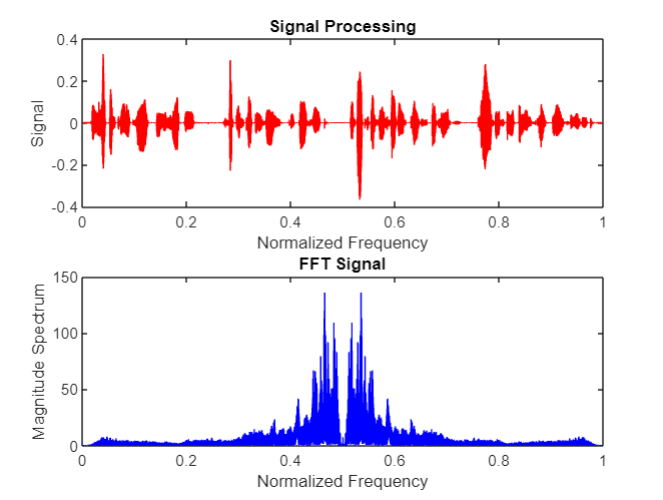 Signal Processing
0.4
0.2
0
-0.2
-0.4
Signal
0 0.2 0.4 0.6 0.8 1
Normalized Frequency
FFT Signal
150
100
50
0
Magnitude Spectrum
0 0.2 0.4 0.6 0.8 1
Normalized Frequency